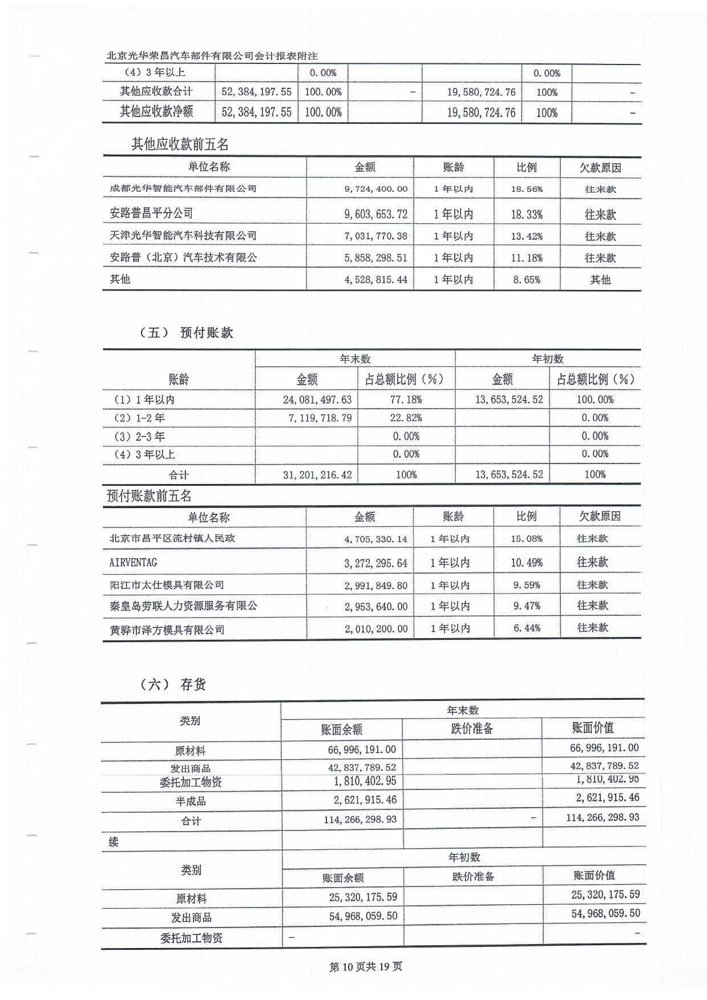 北京光华荣昌汽车部件有限公司会计报表附注
（4）3 年以上 0.00% 0.00%
其他应收款合计 52,384,197.55 100.00% - 19,580,724.76 100% -
其他应收款净额 52,384,197.55 100.00% 19,580,724.76 100% -
其他应收款前五名
单位名称 金额 账龄 比例 欠款原因
成都光华智能汽车部件有限公司 9,724,400.00 1 年以内 18.56% 往来款
安路普昌平分公司 9,603,653.72 1 年以内 18.33% 往来款
天津光华智能汽车科技有限公司 7,031,770.38 1 年以内 13.42% 往来款
安路普（北京）汽车技术有限公 5,858,298.51 1 年以内 11.18% 往来款
其他 4,528,815.44 1 年以内 8.65% 其他
（五） 预付账款
年末数 年初数
账龄 金额 占总额比例（%） 金额 占总额比例（%）
（1）1 年以内 24,081,497.63 77.18% 13,653,524.52 100.00%
（2）1-2 年 7,119,718.79 22.82% 0.00%
（3）2-3 年 0.00% 0.00%
（4）3 年以上 0.00% 0.00%
合计 31,201,216.42 100% 13,653,524.52 100%
预付账款前五名
单位名称 金额 账龄 比例 欠款原因
北京市昌平区流村镇人民政 4,705,330.14 1 年以内 15.08% 往来款
AIRVENTAG 3,272,295.64 1 年以内 10.49% 往来款
阳江市太仕模具有限公司 2,991,849.80 1 年以内 9.59% 往来款
秦皇岛劳联人力资源服务有限公 2,953,640.00 1 年以内 9.47% 往来款
黄骅市泽方模具有限公司 2,010,200.00 1 年以内 6.44% 往来款
（六） 存货
类别 年末数
账面余额 跌价准备 账面价值
原材料 66,996,191.00 66,996,191.00
发出商品 42,837,789.52 42,837,789.52
委托加工物资 1,810,402.95 1,810,402.95
半成品 2,621,915.46 2,621,915.46
合计 114,266,298.93 - 114,266,298.93
续
类别 年初数
账面余额 跌价准备 账面价值
原材料 25,320,175.59 25,320,175.59
发出商品 54,968,059.50 54,968,059.50
委托加工物资 - -
第 10 页共 19 页